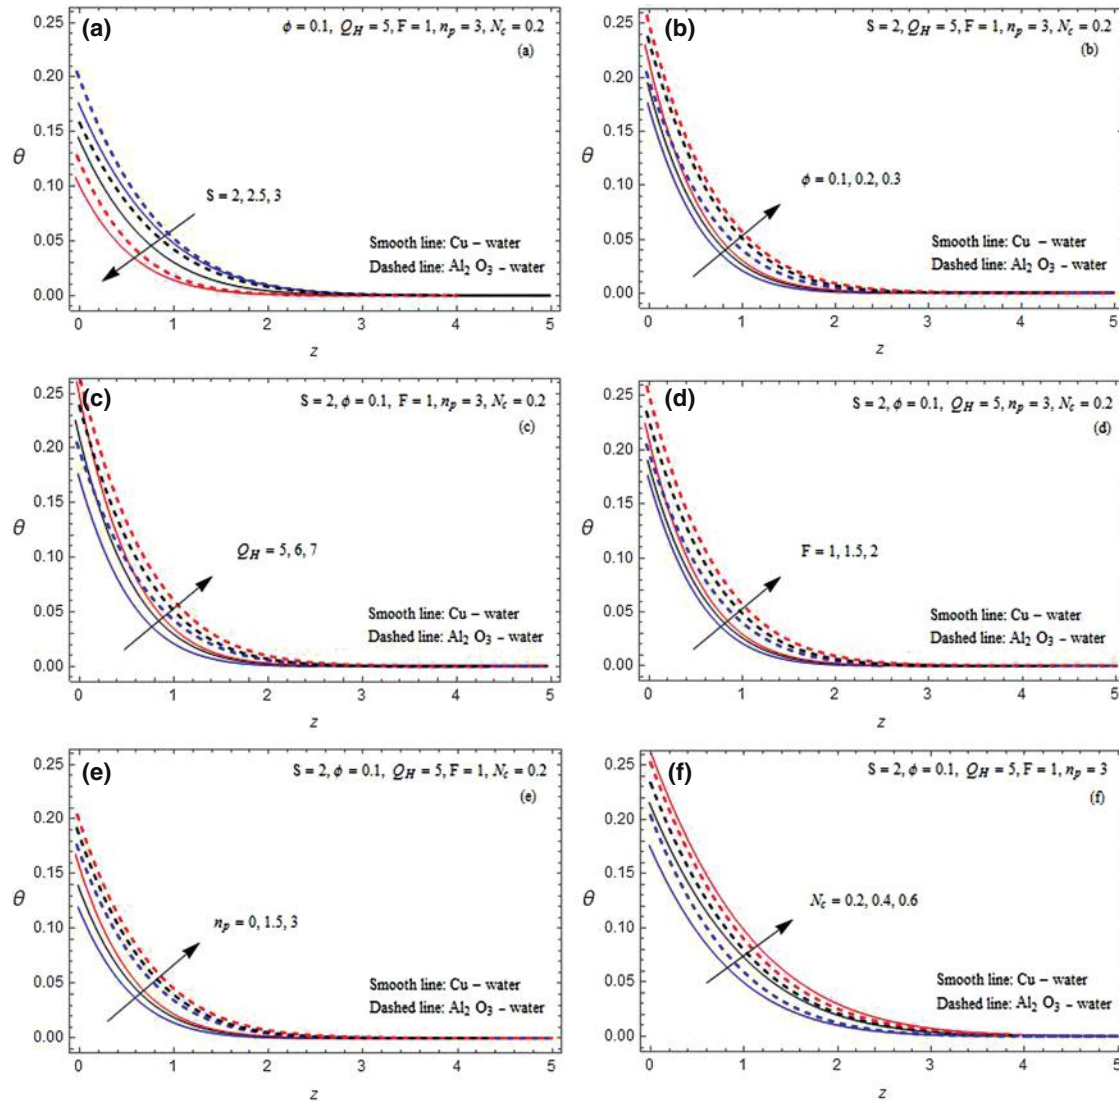 (a)
ϕ = 0.1, Q_H = 5, F = 1, n_p = 3, N_c = 0.2
(a)
0.25
0.20
0.15
θ
0.10
S = 2, 2.5, 3
0.05
Smooth line: Cu – water
Dashed line: Al₂ O₃ – water
0.00
0 1 2 3 4 5
z
(b)
S = 2, Q_H = 5, F = 1, n_p = 3, N_c = 0.2
(b)
0.25
0.20
0.15
θ
0.10
ϕ = 0.1, 0.2, 0.3
0.05
Smooth line: Cu – water
Dashed line: Al₂ O₃ – water
0.00
0 1 2 3 4 5
z
(c)
S = 2, ϕ = 0.1, F = 1, n_p = 3, N_c = 0.2
(c)
0.25
0.20
0.15
θ
0.10
Q_H = 5, 6, 7
0.05
Smooth line: Cu – water
Dashed line: Al₂ O₃ – water
0.00
0 1 2 3 4 5
z
(d)
S = 2, ϕ = 0.1, Q_H = 5, n_p = 3, N_c = 0.2
(d)
0.25
0.20
0.15
θ
0.10
F = 1, 1.5, 2
0.05
Smooth line: Cu – water
Dashed line: Al₂ O₃ – water
0.00
0 1 2 3 4 5
z
(e)
S = 2, ϕ = 0.1, Q_H = 5, F = 1, N_c = 0.2
(e)
0.25
0.20
0.15
θ
0.10
n_p = 0, 1.5, 3
0.05
Smooth line: Cu – water
Dashed line: Al₂ O₃ – water
0.00
0 1 2 3 4 5
z
(f)
S = 2, ϕ = 0.1, Q_H = 5, F = 1, n_p = 3
(f)
0.25
0.20
0.15
θ
0.10
N_c = 0.2, 0.4, 0.6
0.05
Smooth line: Cu – water
Dashed line: Al₂ O₃ – water
0.00
0 1 2 3 4 5
z